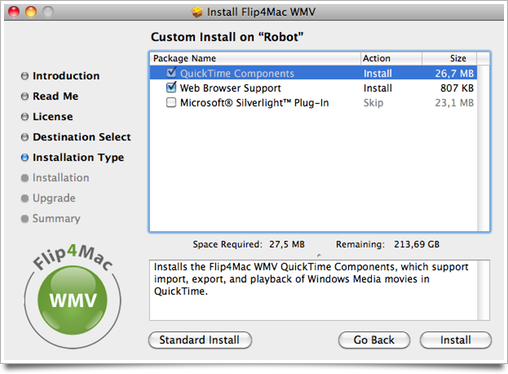 Install Flip4Mac WMV
Custom Install on “Robot”
Package Name Action Size
QuickTime Components Install 26,7 MB
Web Browser Support Install 807 KB
Microsoft® Silverlight™ Plug-In Skip 23,1 MB
Introduction
Read Me
License
Destination Select
Installation Type
Installation
Upgrade
Summary
Flip4Mac
WMV
Space Required: 27,5 MB Remaining: 213,69 GB
Installs the Flip4Mac WMV QuickTime Components, which support
import, export, and playback of Windows Media movies in
QuickTime.
Standard Install Go Back Install